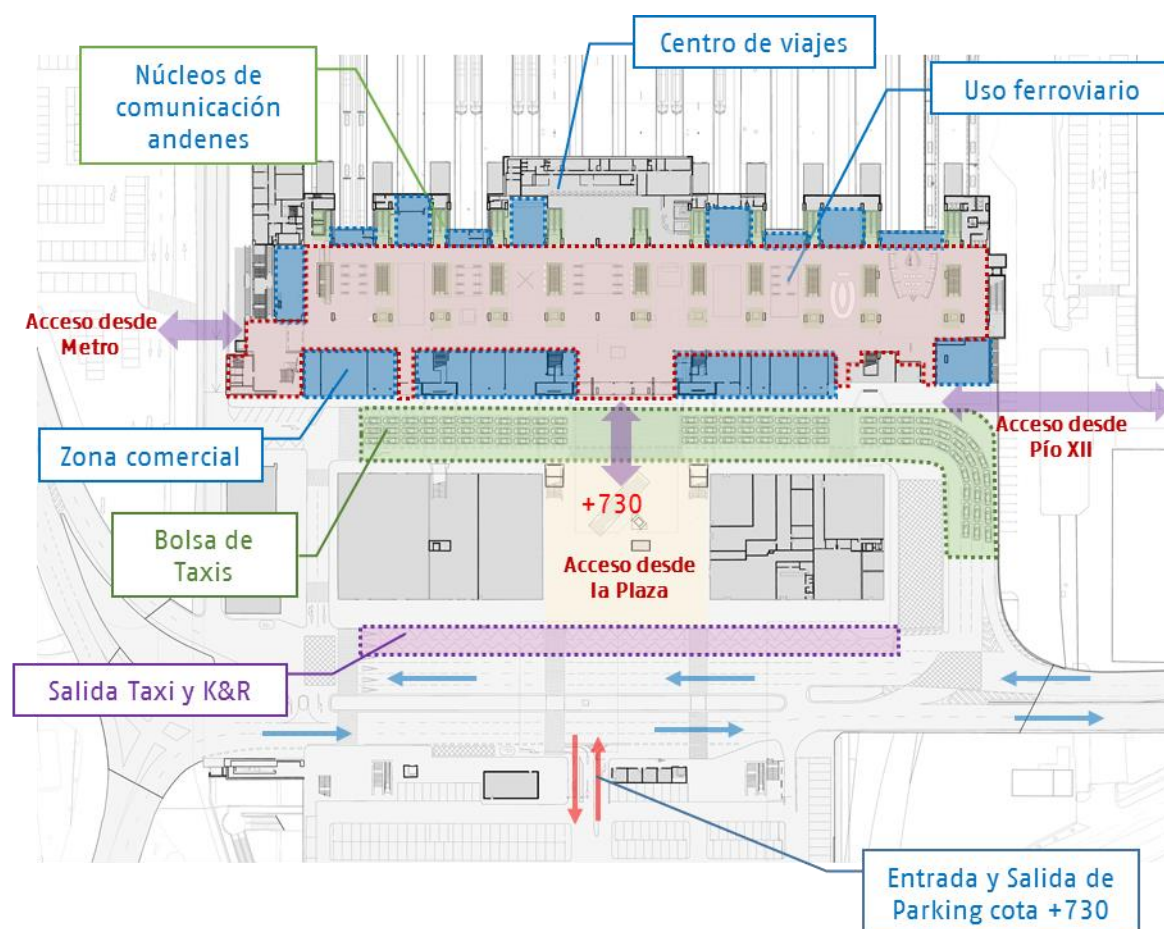 Centro de viajes
Núcleos de
comunicación
andenes
Uso ferroviario
Acceso desde
Metro
Zona comercial
Acceso desde
Pío XII
+730
Bolsa de
Taxis
Acceso desde
la Plaza
Salida Taxi y K&R
Entrada y Salida de
Parking cota +730